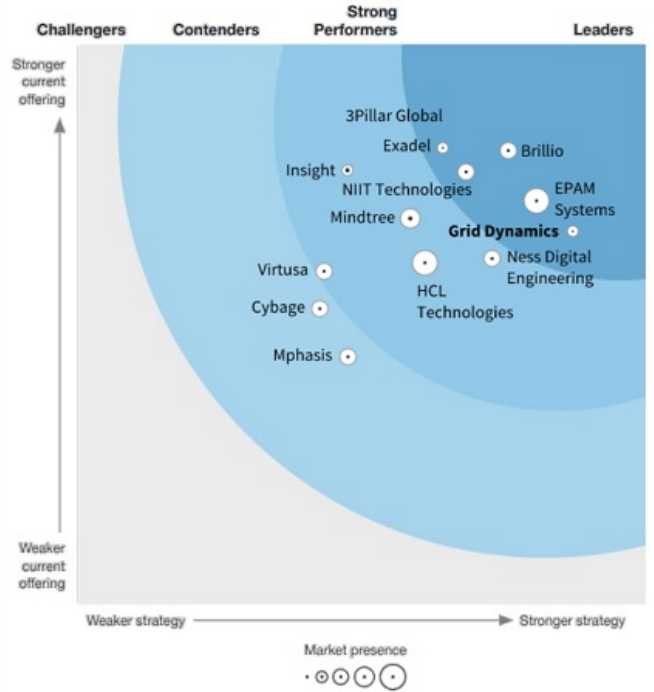 Challengers
Contenders
Strong
Performers
Leaders
Stronger
current
offering
3Pillar Global
Exadel
Brillio
Insight
NIIT Technologies
EPAM
Systems
Mindtree
Grid Dynamics
Ness Digital
Engineering
Virtusa
HCL
Technologies
Cybage
Mphasis
Weaker
current
offering
Weaker strategy
Stronger strategy
Market presence